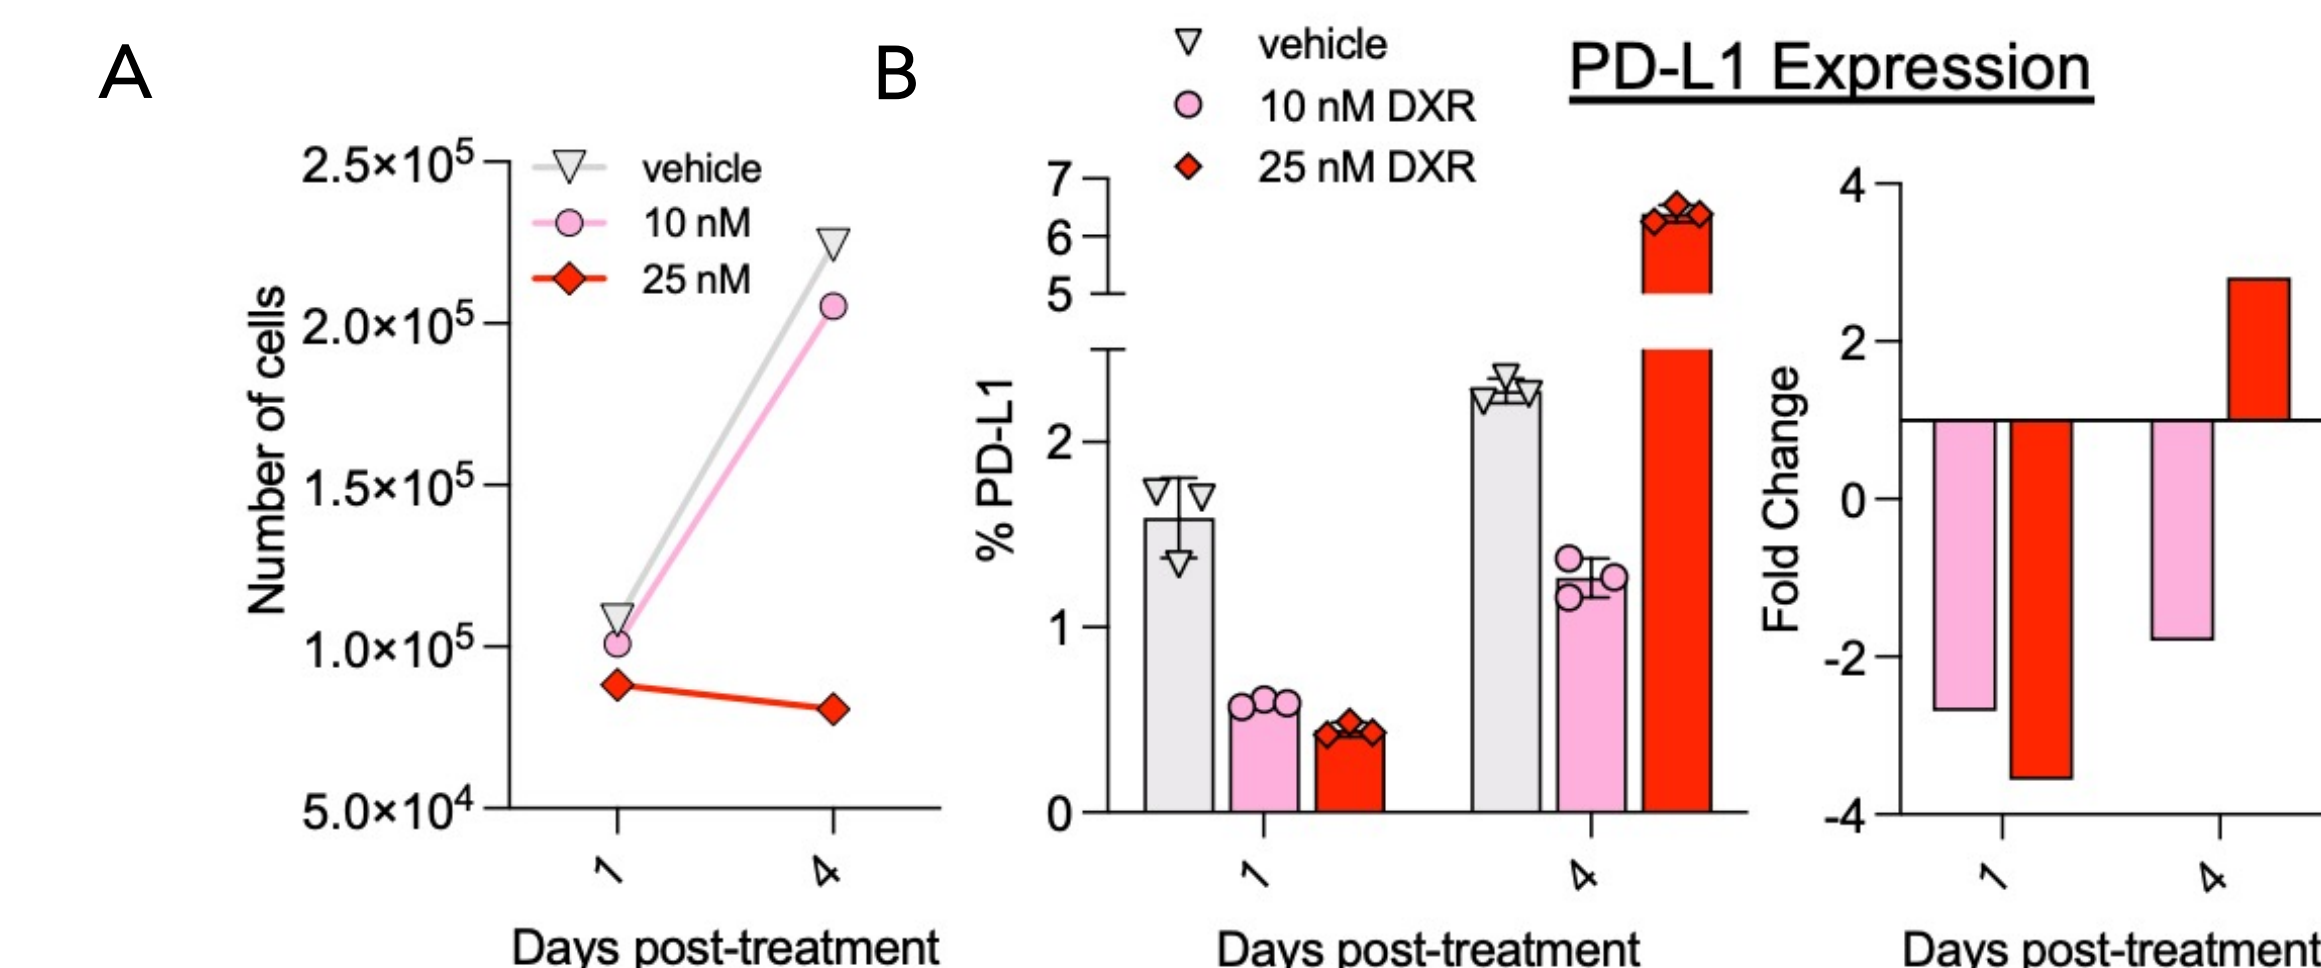 A
2.5×10⁵
2.0×10⁵
1.5×10⁵
1.0×10⁵
5.0×10⁴
Number of cells
vehicle
10 nM
25 nM
1
4
Days post-treatment
B
vehicle
10 nM DXR
25 nM DXR
PD-L1 Expression
7
6
5
2
1
0
% PD-L1
1
4
Days post-treatment
4
2
0
-2
-4
Fold Change
1
4
Days post-treatment